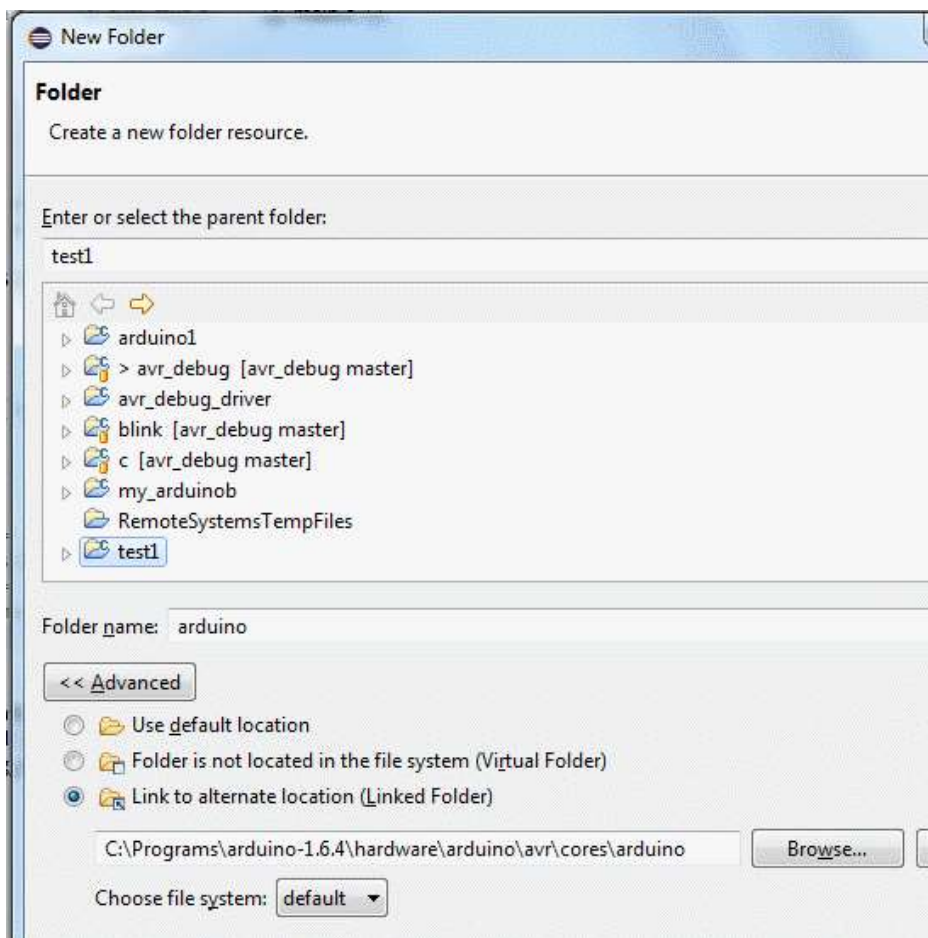 New Folder
Folder
Create a new folder resource.
Enter or select the parent folder:
test1
arduino1
> avr_debug [avr_debug master]
avr_debug_driver
blink [avr_debug master]
c [avr_debug master]
my_arduinob
RemoteSystemsTempFiles
test1
Folder name: arduino
<< Advanced
Use default location
Folder is not located in the file system (Virtual Folder)
Link to alternate location (Linked Folder)
C:\Programs\arduino-1.6.4\hardware\arduino\avr\cores\arduino Browse...
Choose file system: default